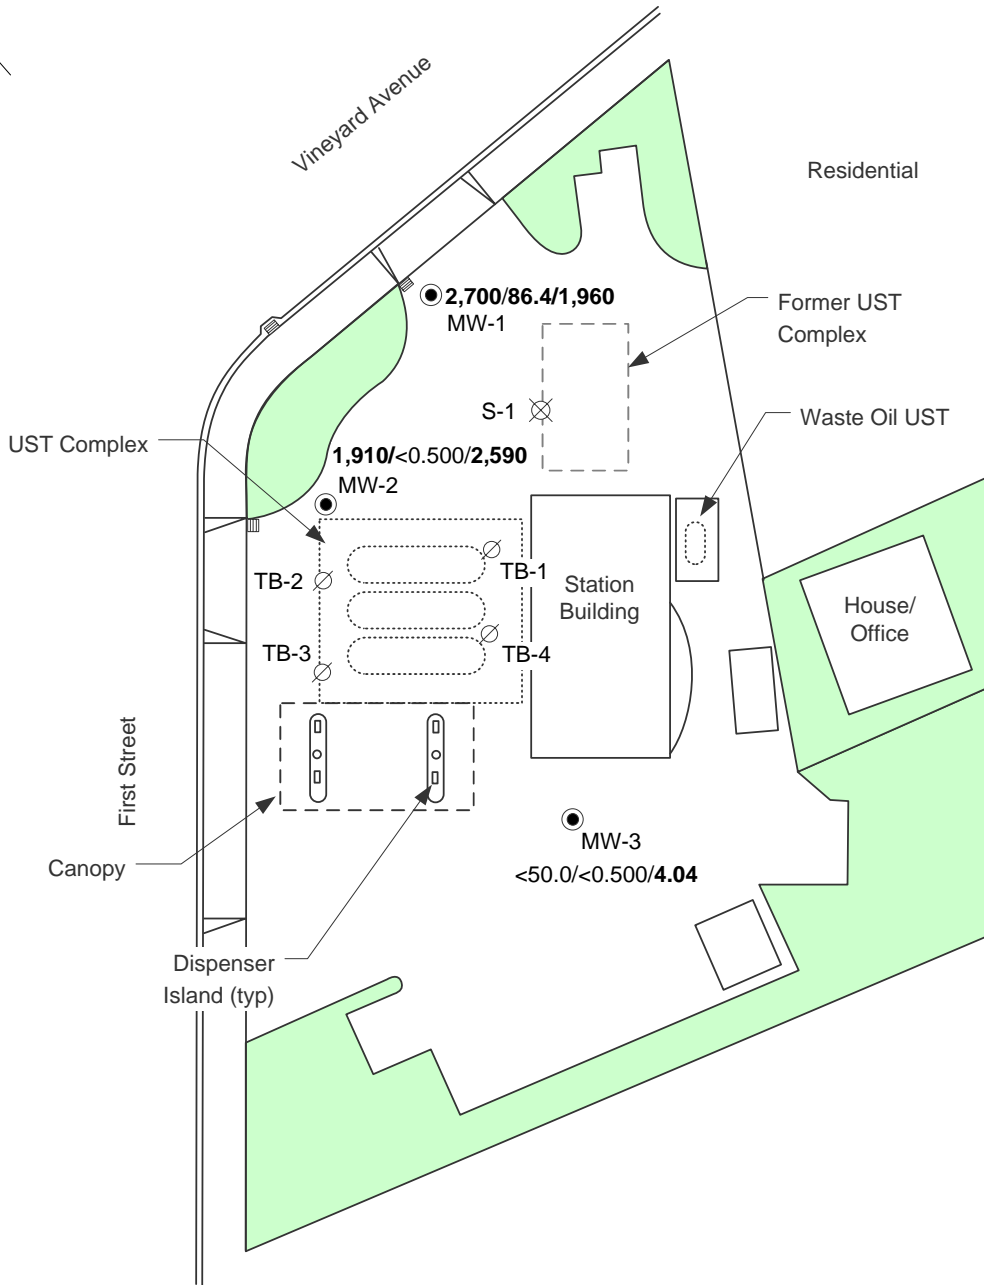 Vineyard Avenue
Residential
2,700/86.4/1,960
MW-1
Former UST
Complex
S-1
Waste Oil UST
UST Complex
1,910/<0.500/2,590
MW-2
TB-1
TB-2
Station
Building
House/
Office
TB-3
TB-4
First Street
MW-3
<50.0/<0.500/4.04
Canopy
Dispenser
Island (typ)